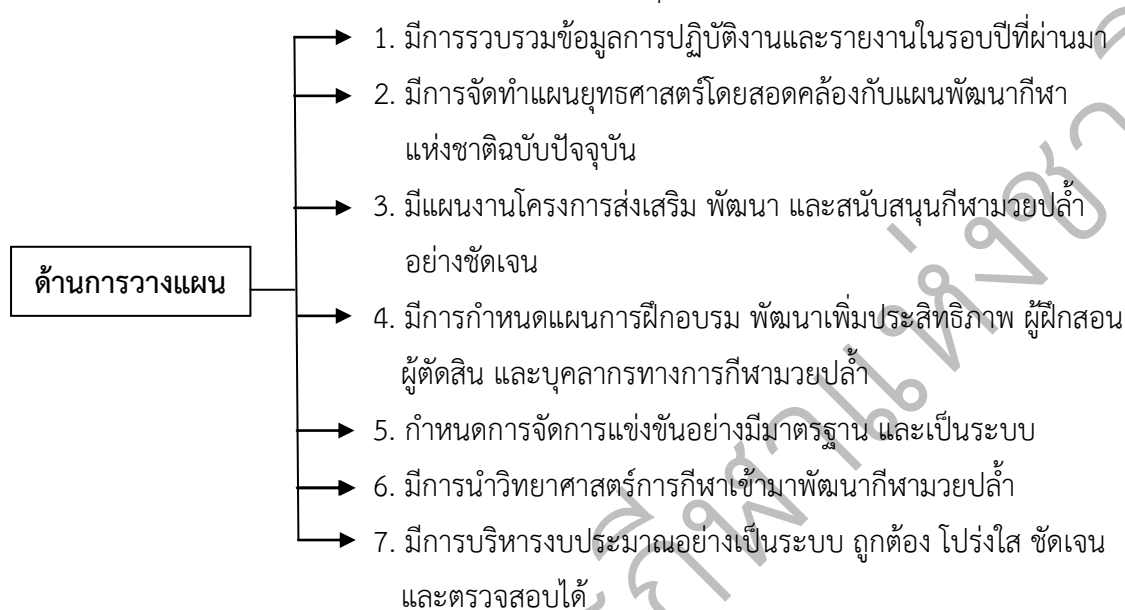 1. มีการรวบรวมข้อมูลการปฏิบัติงานและรายงานในรอบปีที่ผ่านมา
2. มีการจัดทำแผนยุทธศาสตร์โดยสอดคล้องกับแผนพัฒนากีฬา
แห่งชาติฉบับปัจจุบัน
3. มีแผนงานโครงการส่งเสริม พัฒนา และสนับสนุนกีฬามวยปล้ำ
อย่างชัดเจน
ด้านการวางแผน
4. มีการกำหนดแผนการฝึกอบรม พัฒนาเพิ่มประสิทธิภาพ ผู้ฝึกสอน
ผู้ตัดสิน และบุคลากรทางการกีฬามวยปล้ำ
5. กำหนดการจัดการแข่งขันอย่างมีมาตรฐาน และเป็นระบบ
6. มีการนำวิทยาศาสตร์การกีฬาเข้ามาพัฒนากีฬามวยปล้ำ
7. มีการบริหารงบประมาณอย่างเป็นระบบ ถูกต้อง โปร่งใส ชัดเจน
และตรวจสอบได้